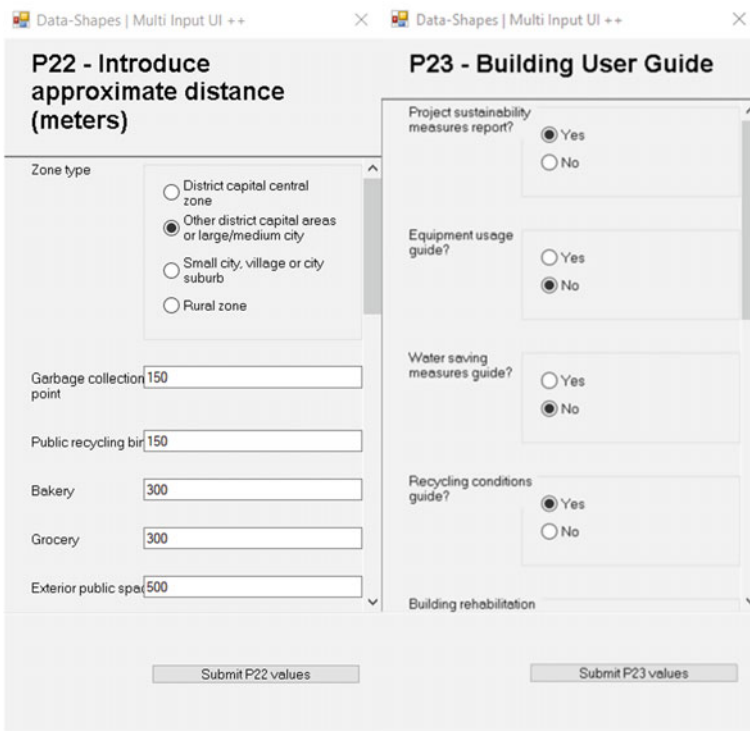 Data-Shapes | Multi Input UI ++
P22 - Introduce
approximate distance
(meters)
Zone type
District capital central
zone
Other district capital areas
or large/medium city
Small city, village or city
suburb
Rural zone
Garbage collection 150
point
Public recycling bin 150
Bakery 300
Grocery 300
Exterior public spac 500
Submit P22 values
Data-Shapes | Multi Input UI ++
P23 - Building User Guide
Project sustainability
measures report?
Yes
No
Equipment usage
guide?
Yes
No
Water saving
measures guide?
Yes
No
Recycling conditions
guide?
Yes
No
Building rehabilitation
Submit P23 values